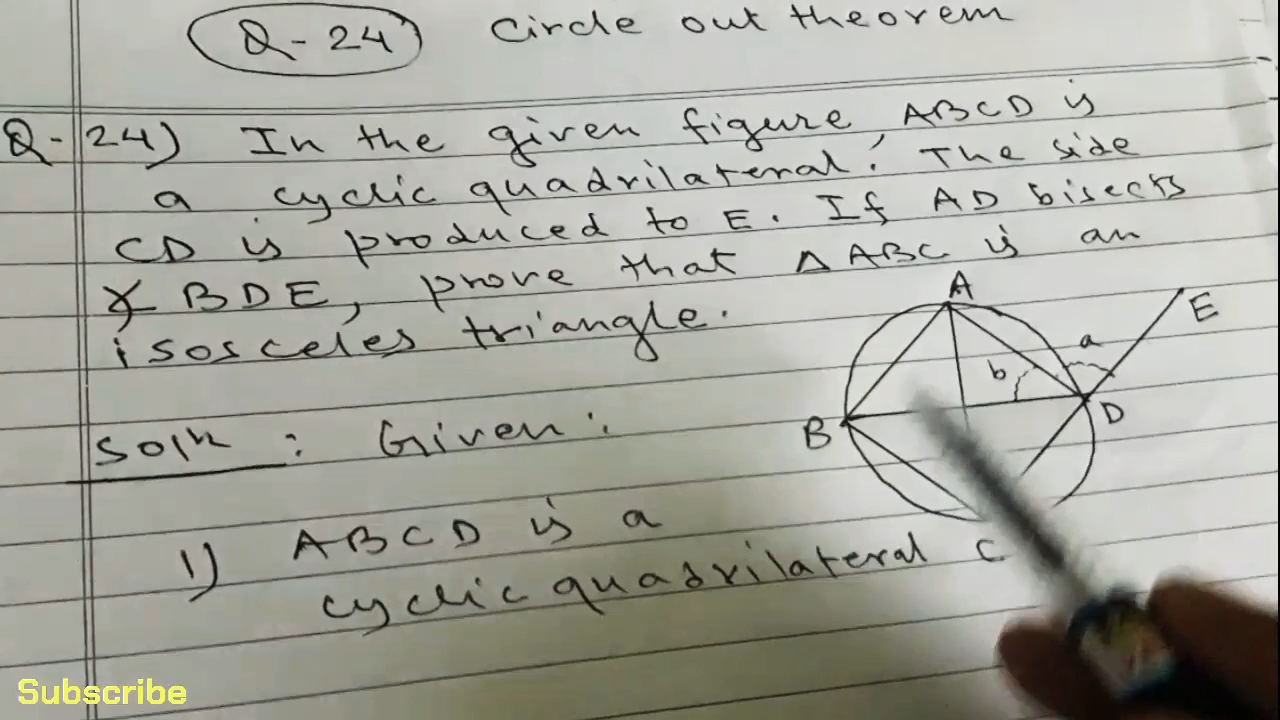 Q-24 Circle out theorem
Q-24) In the given figure, ABCD is
a cyclic quadrilateral. The side
CD is produced to E. If AD bisects
∠ BDE, prove that △ABC is an
isosceles triangle.
A
E
a
b
D
B
Soln : Given :
1) ABCD is a
cyclic quadrilateral
C
Subscribe